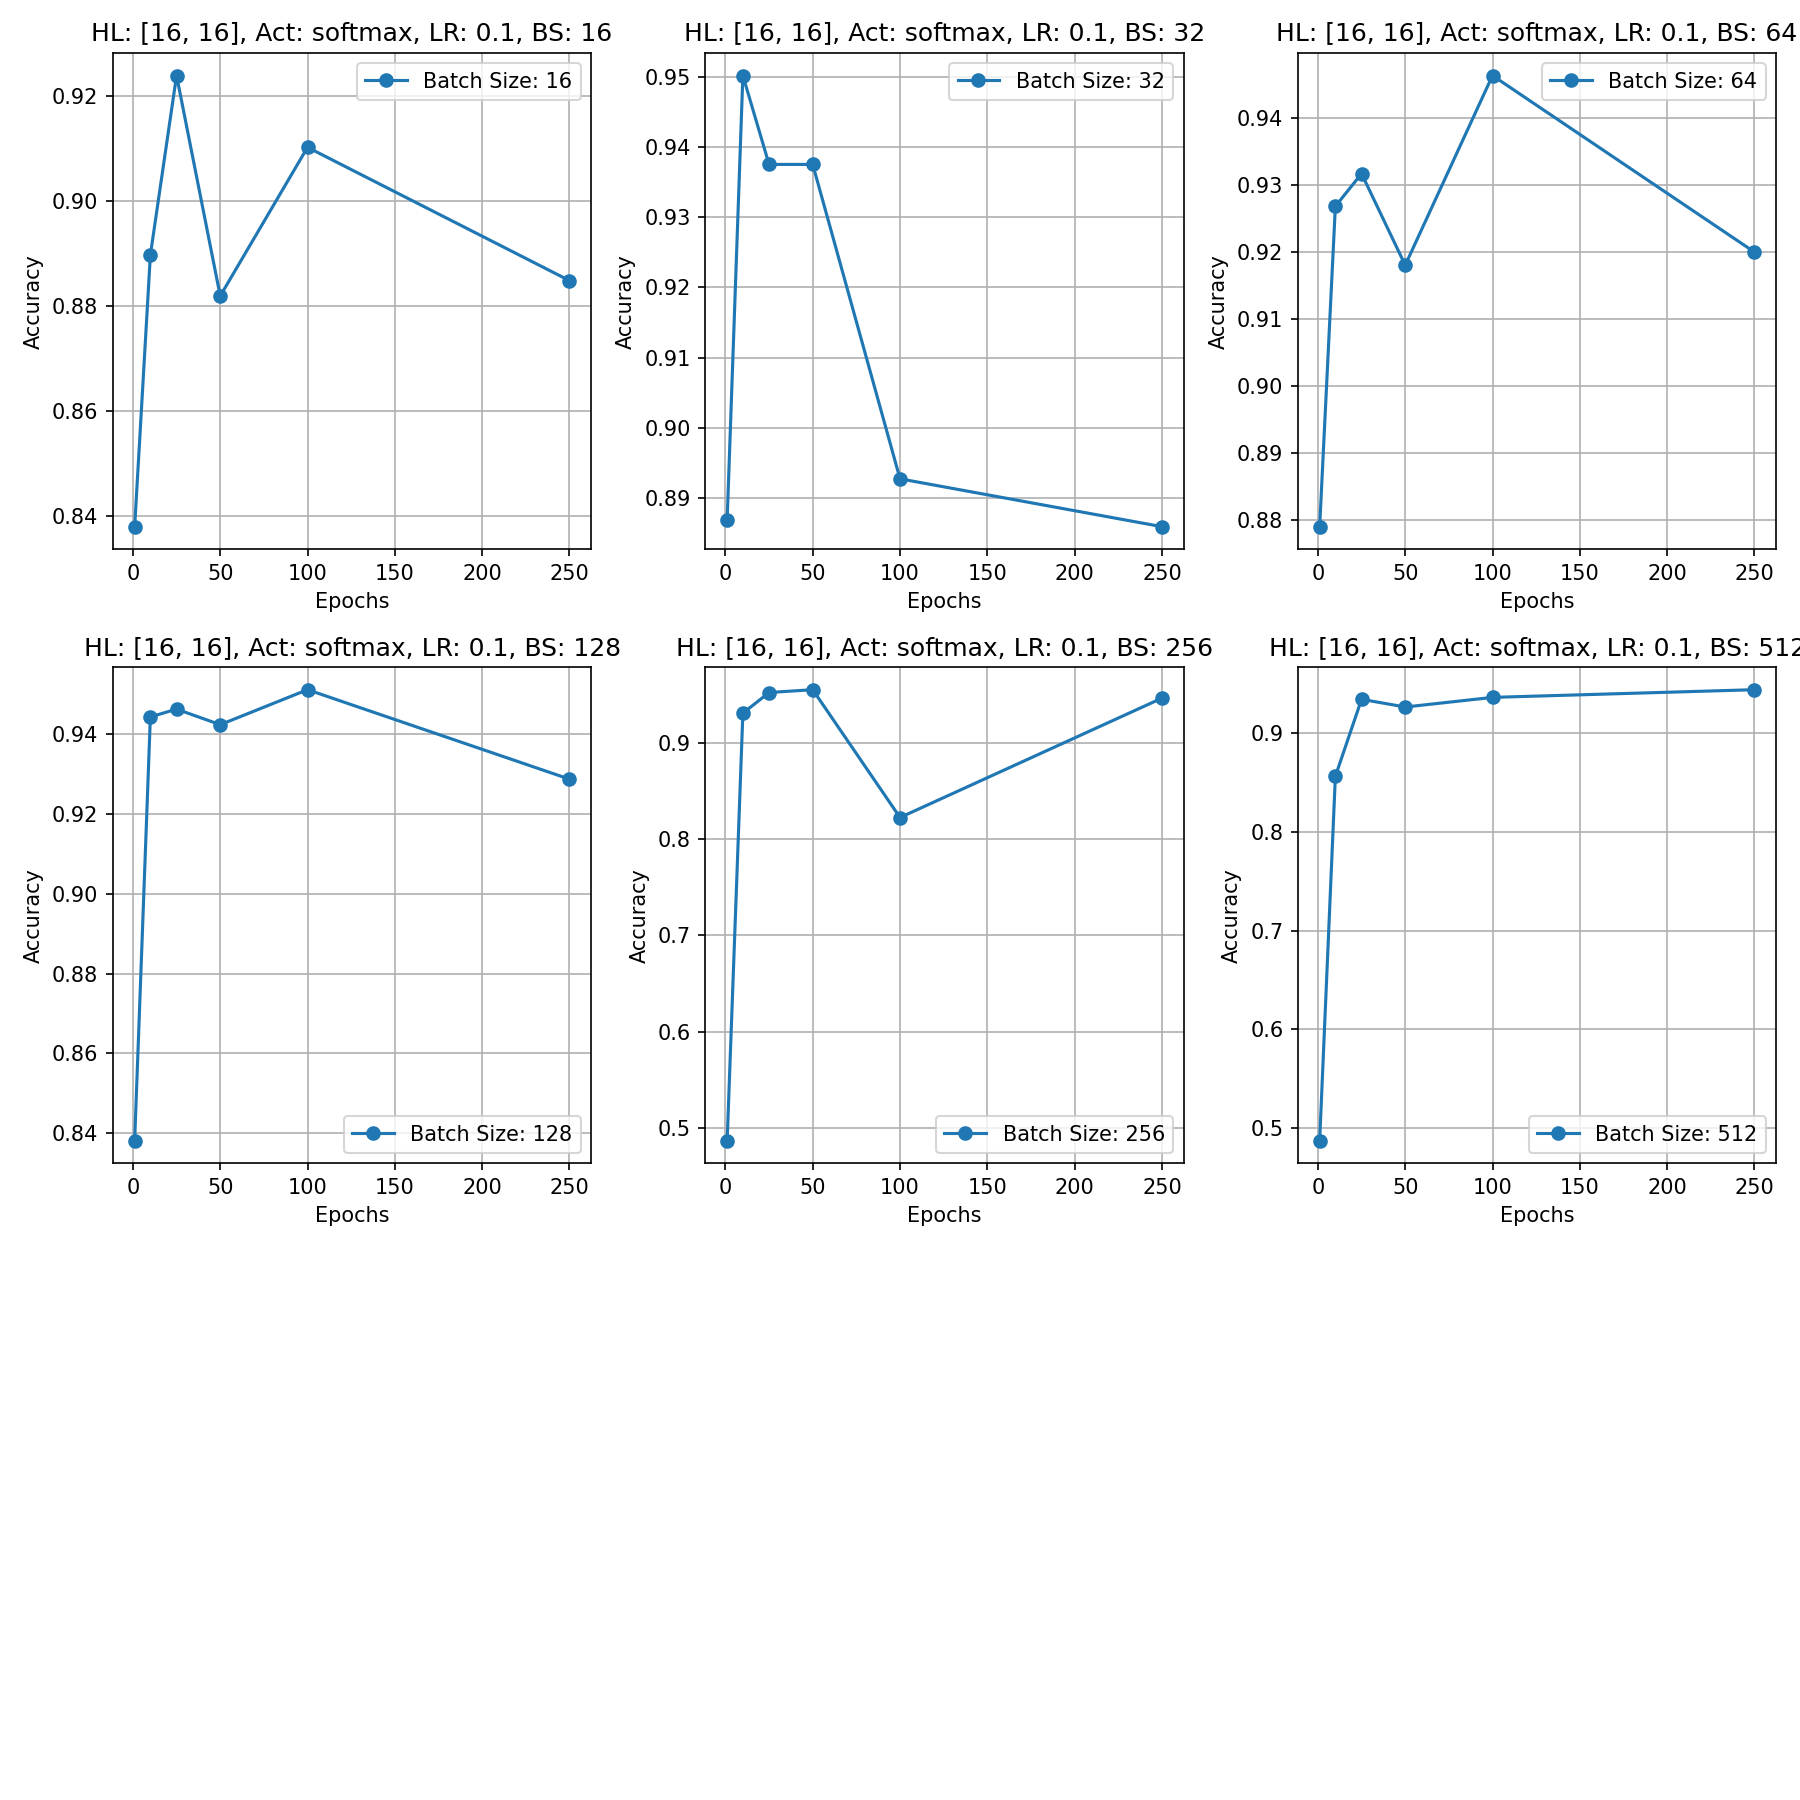 HL: [16, 16], Act: softmax, LR: 0.1, BS: 16
Batch Size: 16
0.92
0.90
0.88
0.86
0.84
Accuracy
0 50 100 150 200 250
Epochs
HL: [16, 16], Act: softmax, LR: 0.1, BS: 32
Batch Size: 32
0.95
0.94
0.93
0.92
0.91
0.90
0.89
Accuracy
0 50 100 150 200 250
Epochs
HL: [16, 16], Act: softmax, LR: 0.1, BS: 64
Batch Size: 64
0.94
0.93
0.92
0.91
0.90
0.89
0.88
Accuracy
0 50 100 150 200 250
Epochs
HL: [16, 16], Act: softmax, LR: 0.1, BS: 128
0.94
0.92
0.90
0.88
0.86
0.84
Accuracy
Batch Size: 128
0 50 100 150 200 250
Epochs
HL: [16, 16], Act: softmax, LR: 0.1, BS: 256
0.9
0.8
0.7
0.6
0.5
Accuracy
Batch Size: 256
0 50 100 150 200 250
Epochs
HL: [16, 16], Act: softmax, LR: 0.1, BS: 512
0.9
0.8
0.7
0.6
0.5
Accuracy
Batch Size: 512
0 50 100 150 200 250
Epochs